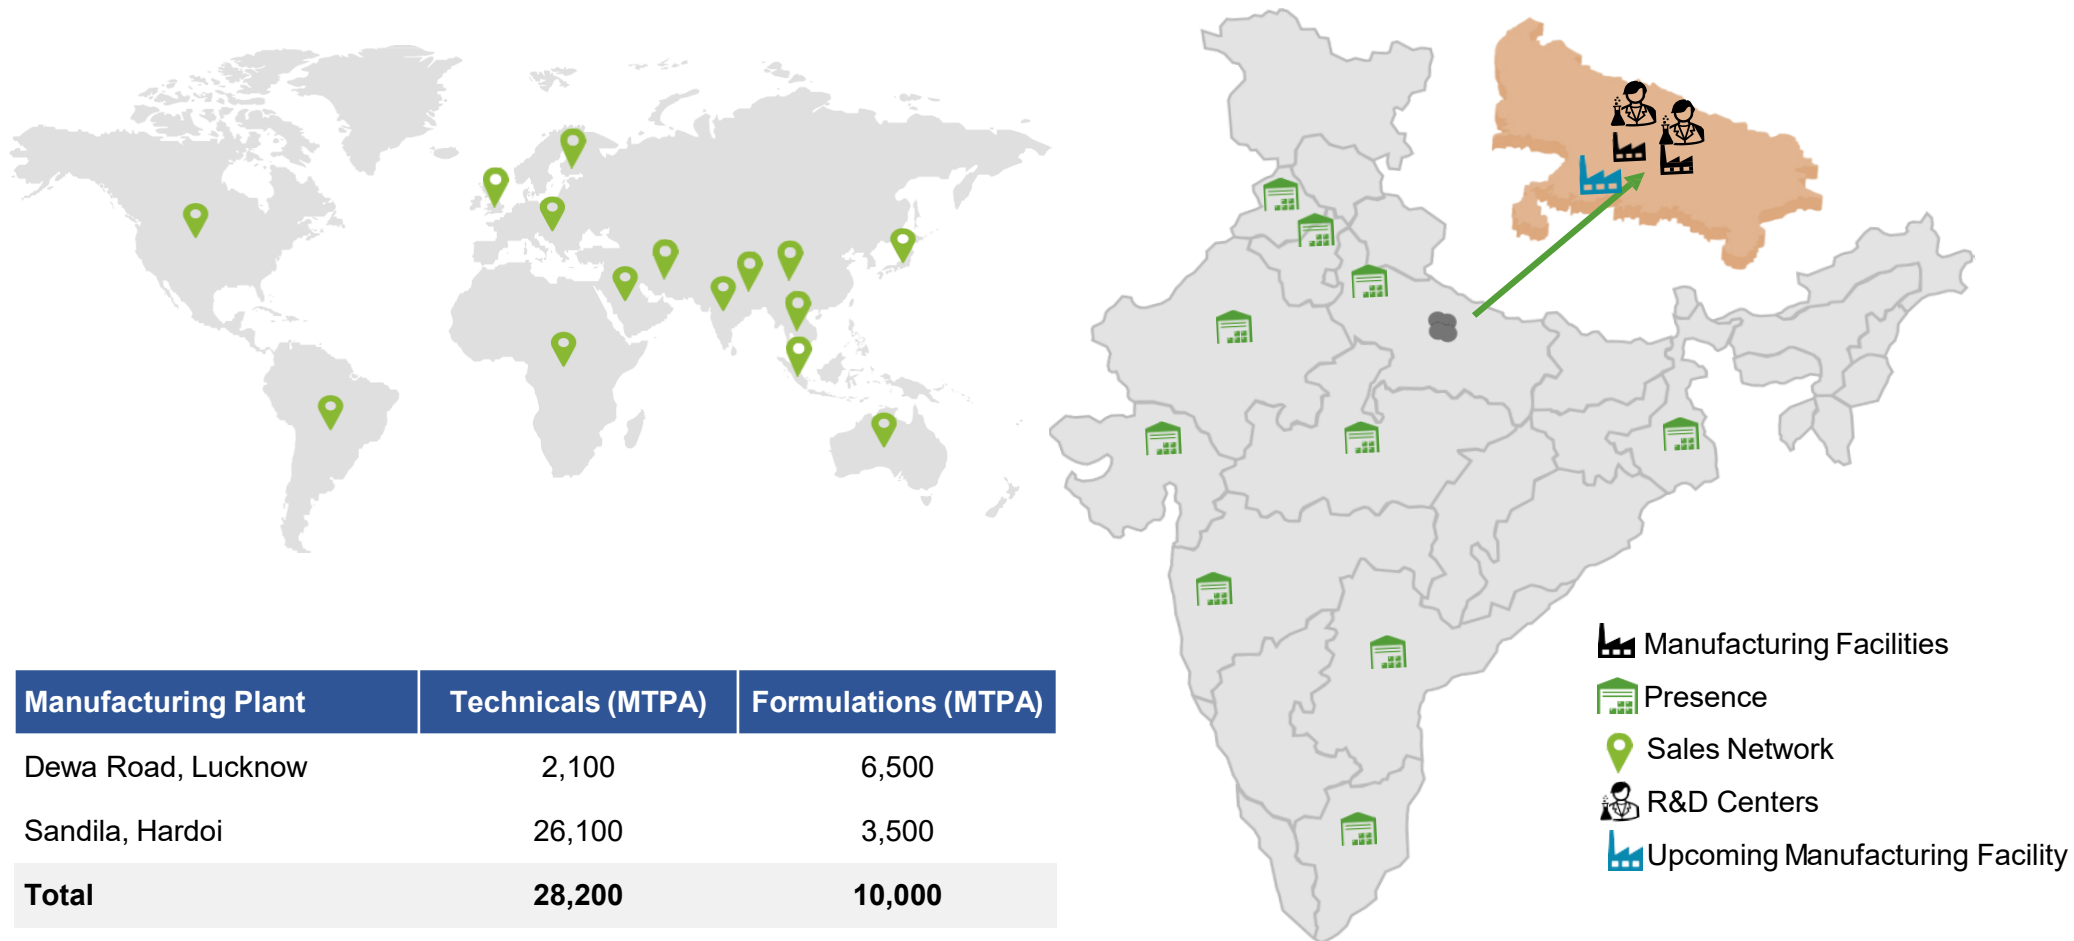 Manufacturing Plant Technicals (MTPA) Formulations (MTPA)
Dewa Road, Lucknow 2,100 6,500
Sandila, Hardoi 26,100 3,500
Total 28,200 10,000
Manufacturing Facilities
Presence
Sales Network
R&D Centers
Upcoming Manufacturing Facility